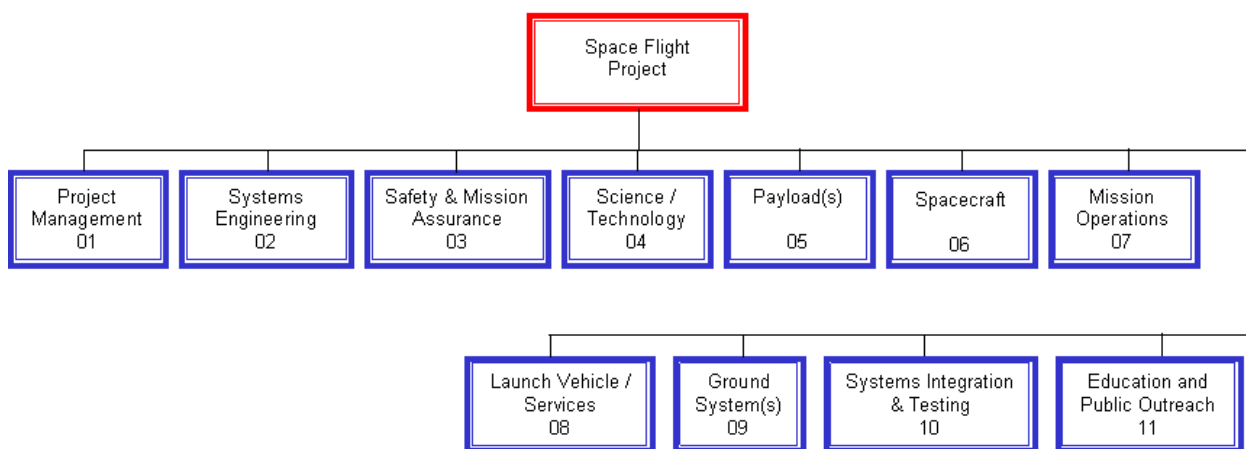 Space Flight
Project
Project
Management
01
Systems
Engineering
02
Safety & Mission
Assurance
03
Science /
Technology
04
Payload(s)
05
Spacecraft
06
Mission
Operations
07
Launch Vehicle /
Services
08
Ground
System(s)
09
Systems Integration
& Testing
10
Education and
Public Outreach
11